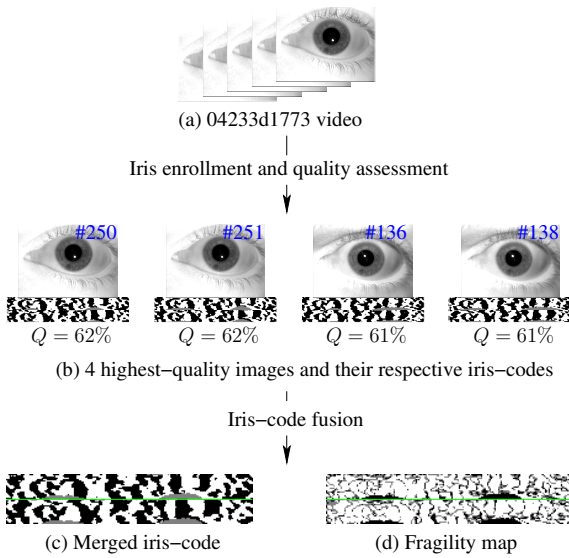 (a) 04233d1773 video
Iris enrollment and quality assessment
#250 #251 #136 #138
Q = 62% Q = 62% Q = 61% Q = 61%
(b) 4 highest−quality images and their respective iris−codes
Iris−code fusion
(c) Merged iris−code (d) Fragility map